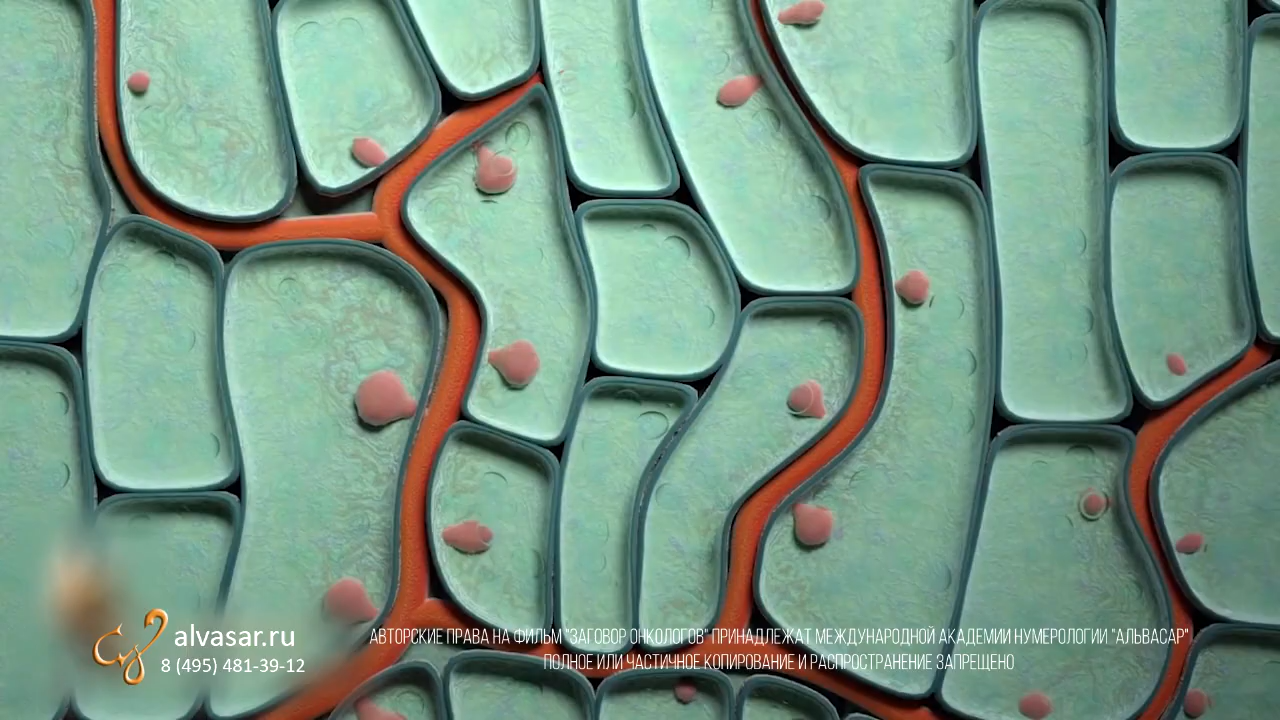 alvasar.ru
8 (495) 481-39-12
АВТОРСКИЕ ПРАВА НА ФИЛЬМ "ЗАГОВОР ОНКОЛОГОВ" ПРИНАДЛЕЖАТ МЕЖДУНАРОДНОЙ АКАДЕМИИ НУМЕРОЛОГИИ "АЛЬВАСАР"
ПОЛНОЕ ИЛИ ЧАСТИЧНОЕ КОПИРОВАНИЕ И РАСПРОСТРАНЕНИЕ ЗАПРЕЩЕНО